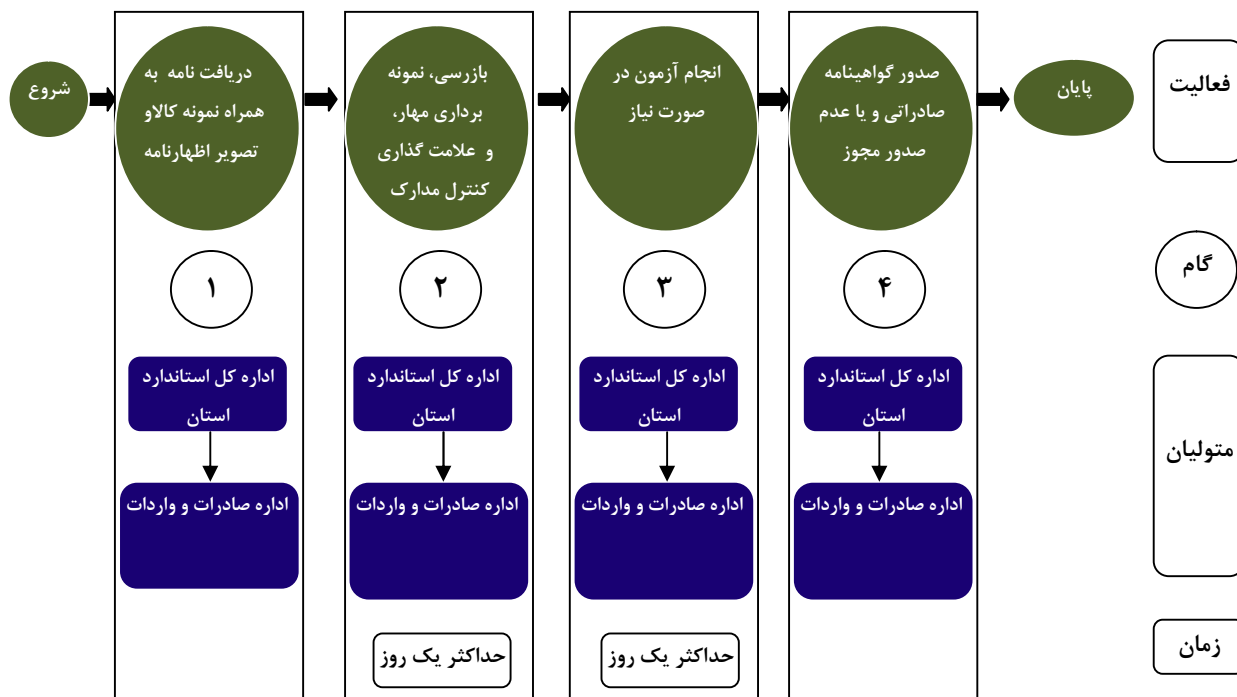 شروع
دریافت نامه به
همراه نمونه کالاو
تصویر اظهارنامه
بازرسی، نمونه
برداری مهار،
و علامت گذاری
کنترل مدارک
انجام آزمون در
صورت نیاز
صدور گواهینامه
صادراتی و یا عدم
صدور مجوز
پایان
فعالیت
۱
۲
۳
۴
گام
اداره کل استاندارد
استان
اداره کل استاندارد
استان
اداره کل استاندارد
استان
اداره کل استاندارد
استان
متولیان
اداره صادرات و واردات
اداره صادرات و واردات
اداره صادرات و واردات
اداره صادرات و واردات
حداکثر یک روز
حداکثر یک روز
زمان